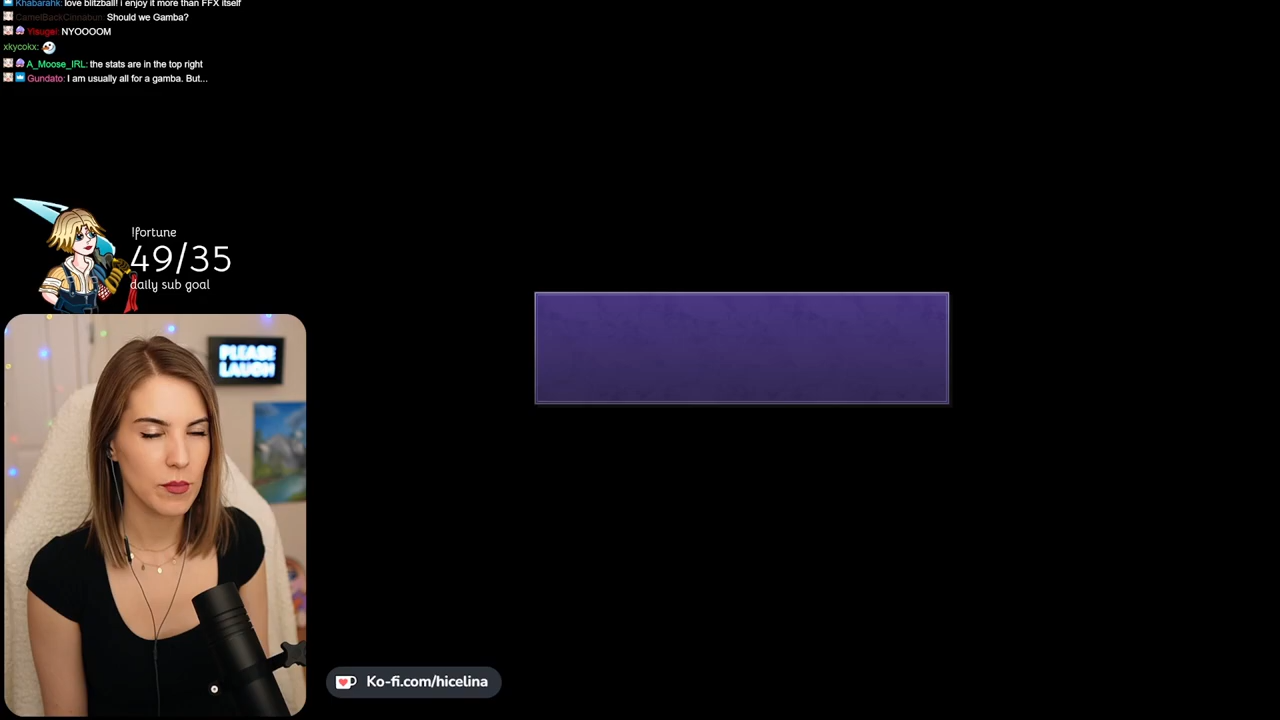 Khabarahk: love blitzball! i enjoy it more than FFX itself
CamelBackCinnabun: Should we Gamba?
Yisugei: NYOOOOM
xkycokx:
A_Moose_IRL: the stats are in the top right
Gundato: I am usually all for a gamba. But...
!fortune
49/35
daily sub goal
PLEASE
LAUGH
Ko-fi.com/hicelina